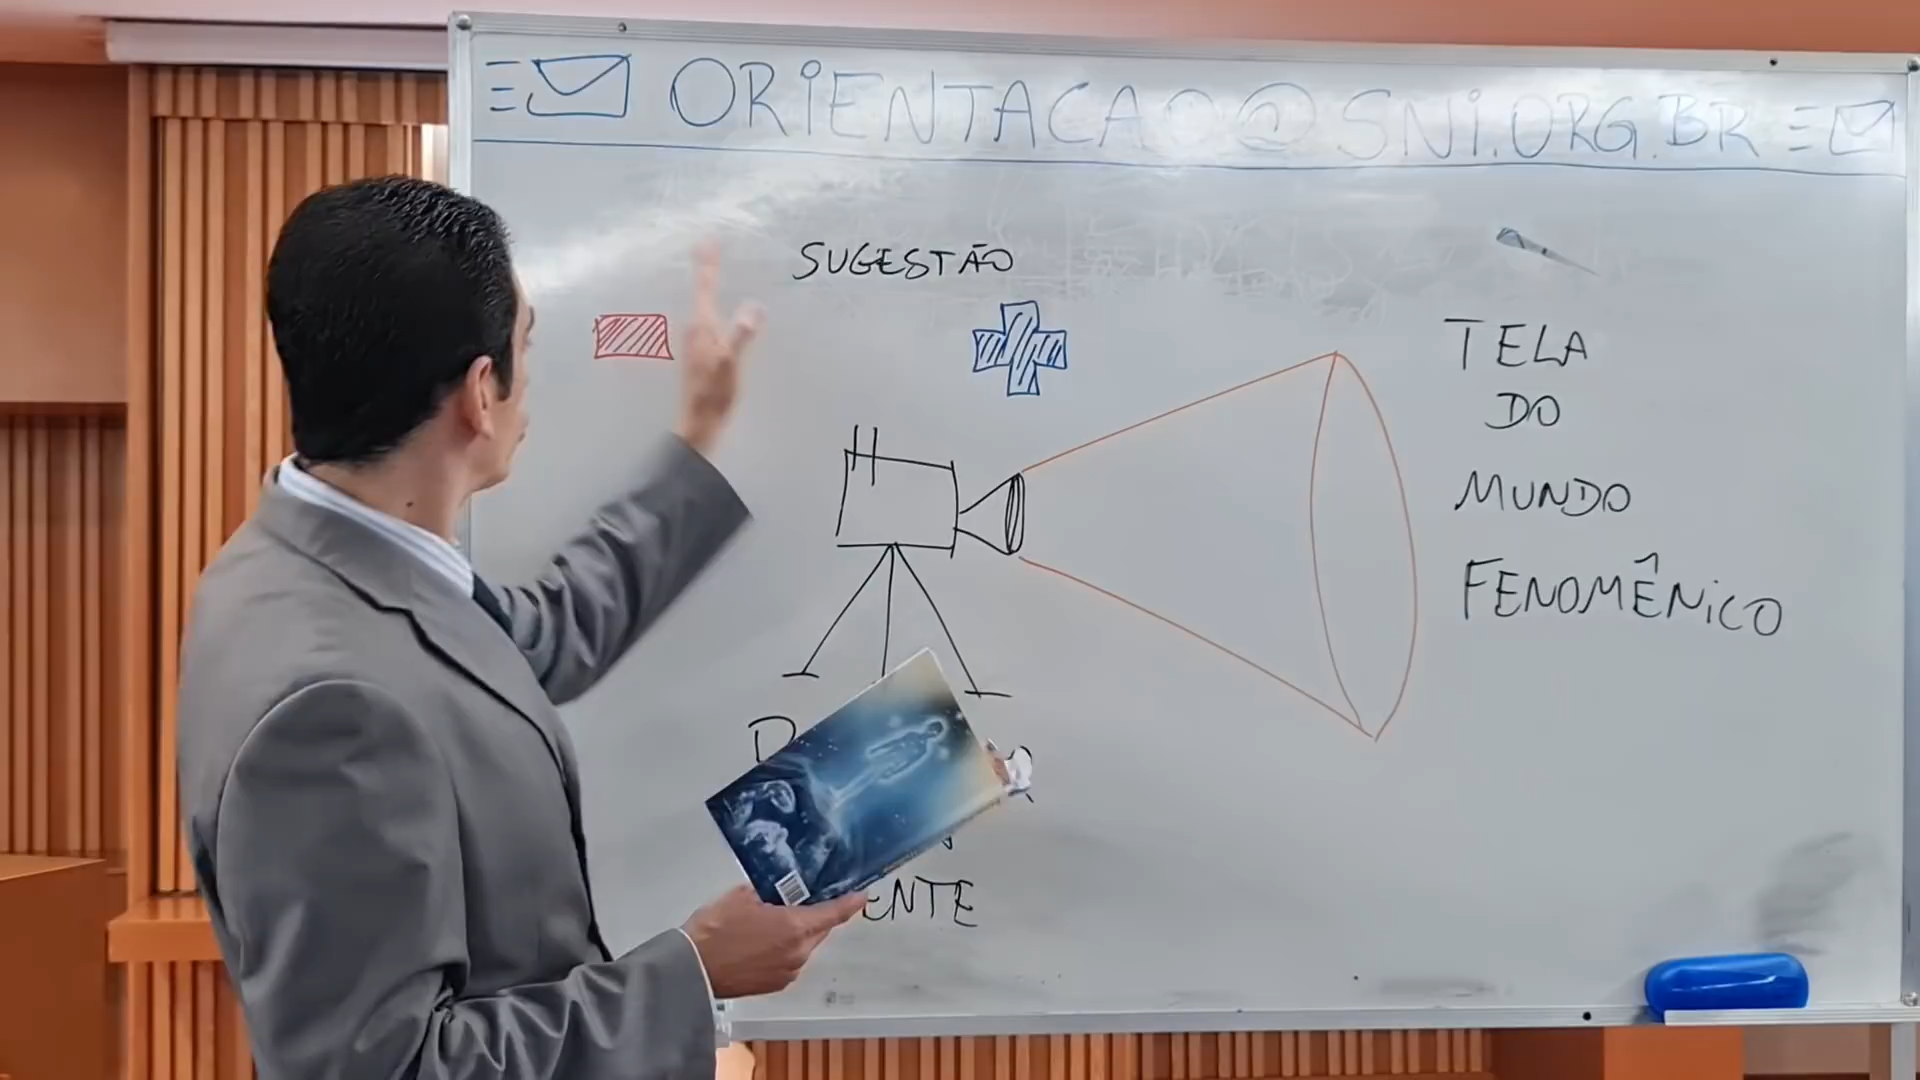 ORIENTACAO@SNI.ORG.BR
SUGESTÃO
TELA
DO
MUNDO
FENOMÊNICO